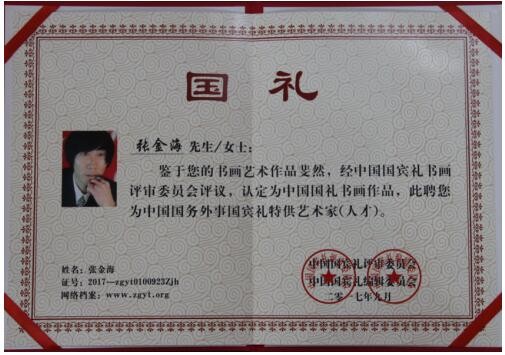 国礼
张金海 先生/女士:
鉴于您的书画艺术作品斐然，经中国国宾礼书画
评审委员会评议，认定为中国国礼书画作品，此聘您
为中国国务外事国宾礼特供艺术家(人才)。
姓名:张金海
证号:2017—zgyt0100923Zjh
网络档案:www.zgyt.org
中国国宾礼评审委员会
中国国宾礼编辑委员会
二〇一七年九月